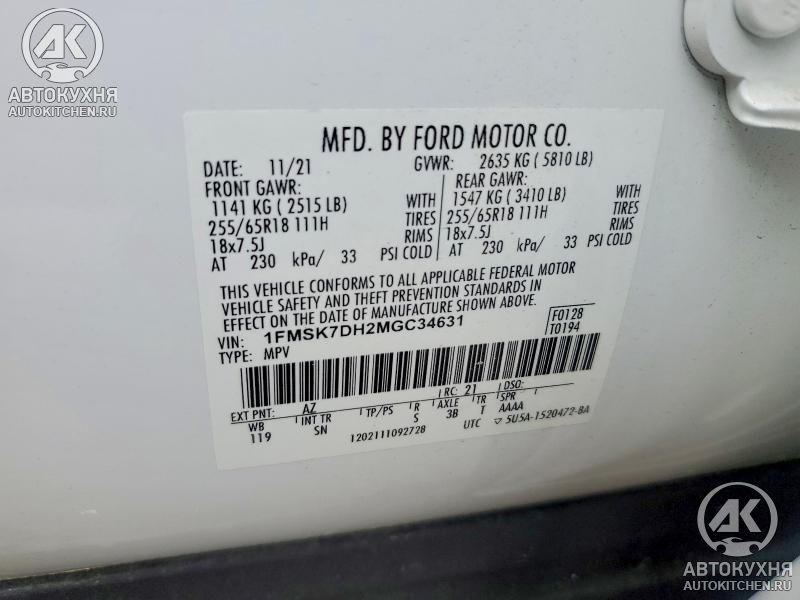 AK
АВТОКУХНЯ
AUTOKITCHEN.RU
MFD. BY FORD MOTOR CO.
DATE: 11/21 GVWR: 2635 KG ( 5810 LB)
FRONT GAWR: REAR GAWR:
1141 KG ( 2515 LB) WITH 1547 KG ( 3410 LB) WITH
255/65R18 111H TIRES 255/65R18 111H TIRES
18x7.5J RIMS 18x7.5J RIMS
AT 230 kPa/ 33 PSI COLD AT 230 kPa/ 33 PSI COLD
THIS VEHICLE CONFORMS TO ALL APPLICABLE FEDERAL MOTOR
VEHICLE SAFETY AND THEFT PREVENTION STANDARDS IN
EFFECT ON THE DATE OF MANUFACTURE SHOWN ABOVE.
VIN: 1FMSK7DH2MGC34631 F0128
TYPE: MPV T0194
EXT PNT: AZ RC: 21 DSO:
WB INT TR TP/PS R AXLE TR SPR
119 SN S 3B T AAAA
1202111092728 UTC ▽ 5U5A-1520472-BA
AK
АВТОКУХНЯ
AUTOKITCHEN.RU